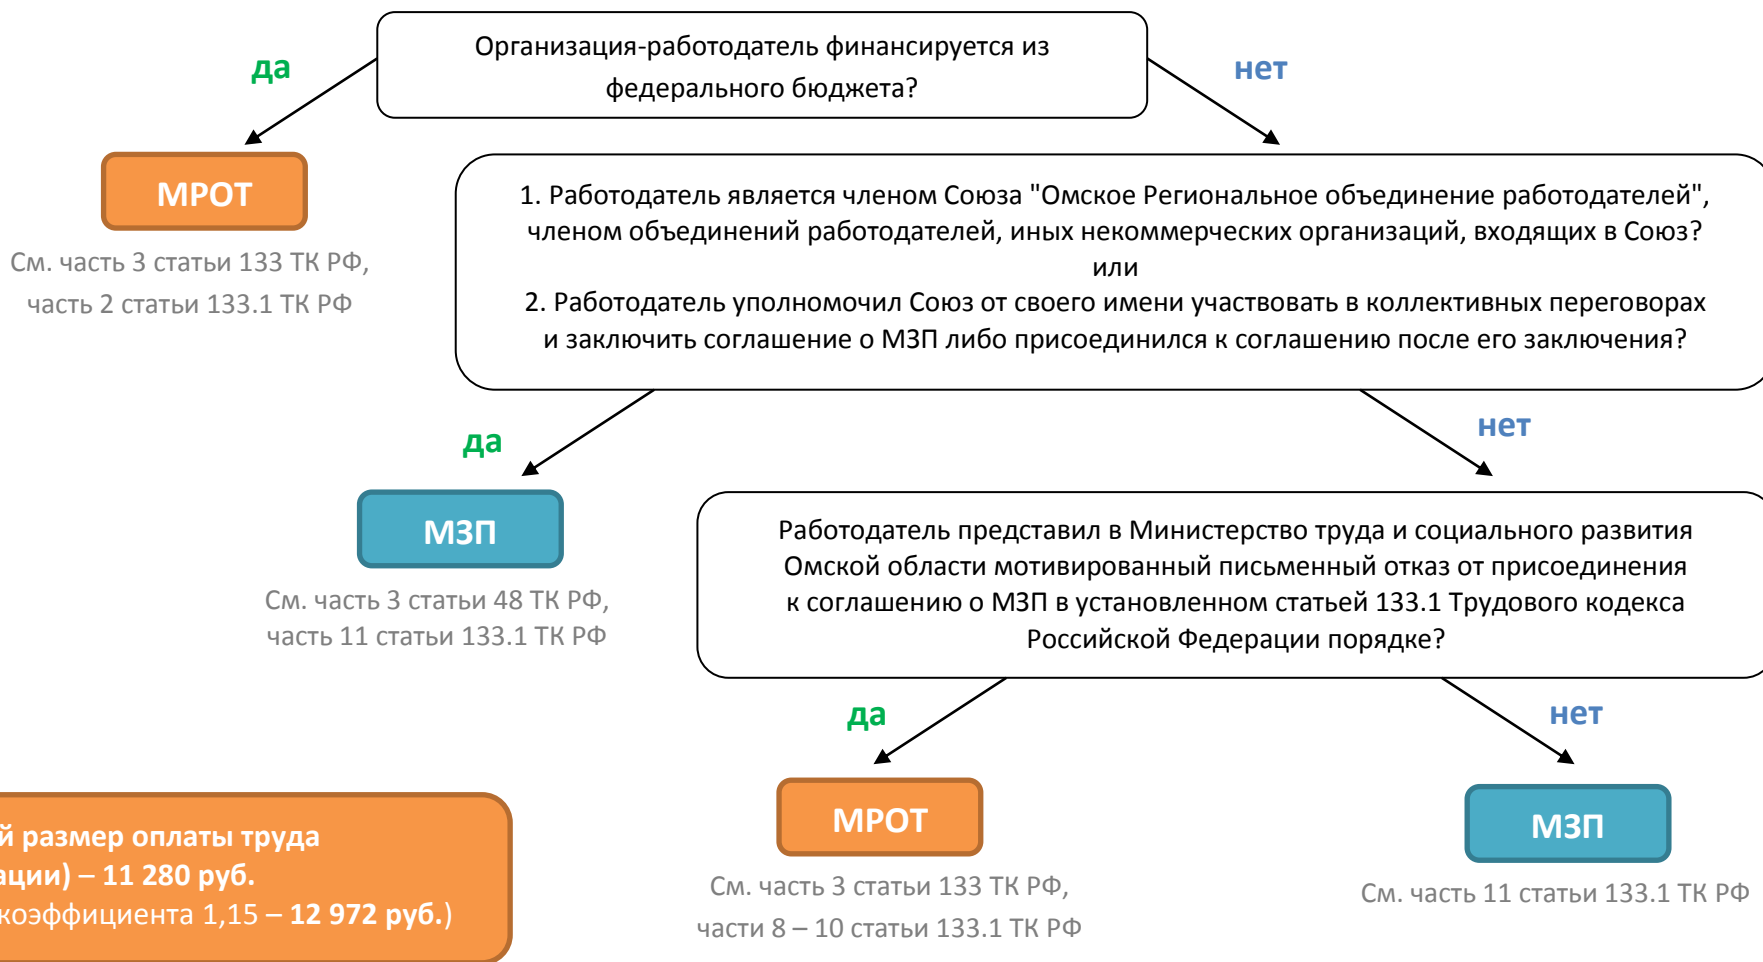 Организация-работодатель финансируется из
федерального бюджета?
да
нет
МРОТ
См. часть 3 статьи 133 ТК РФ,
часть 2 статьи 133.1 ТК РФ
1. Работодатель является членом Союза "Омское Региональное объединение работодателей",
членом объединений работодателей, иных некоммерческих организаций, входящих в Союз?
или
2. Работодатель уполномочил Союз от своего имени участвовать в коллективных переговорах
и заключить соглашение о МЗП либо присоединился к соглашению после его заключения?
да
нет
МЗП
См. часть 3 статьи 48 ТК РФ,
часть 11 статьи 133.1 ТК РФ
Работодатель представил в Министерство труда и социального развития
Омской области мотивированный письменный отказ от присоединения
к соглашению о МЗП в установленном статьей 133.1 Трудового кодекса
Российской Федерации порядке?
да
нет
МРОТ
См. часть 3 статьи 133 ТК РФ,
части 8 – 10 статьи 133.1 ТК РФ
МЗП
См. часть 11 статьи 133.1 ТК РФ
й размер оплаты труда
ации) – 11 280 руб.
коэффициента 1,15 – 12 972 руб.)